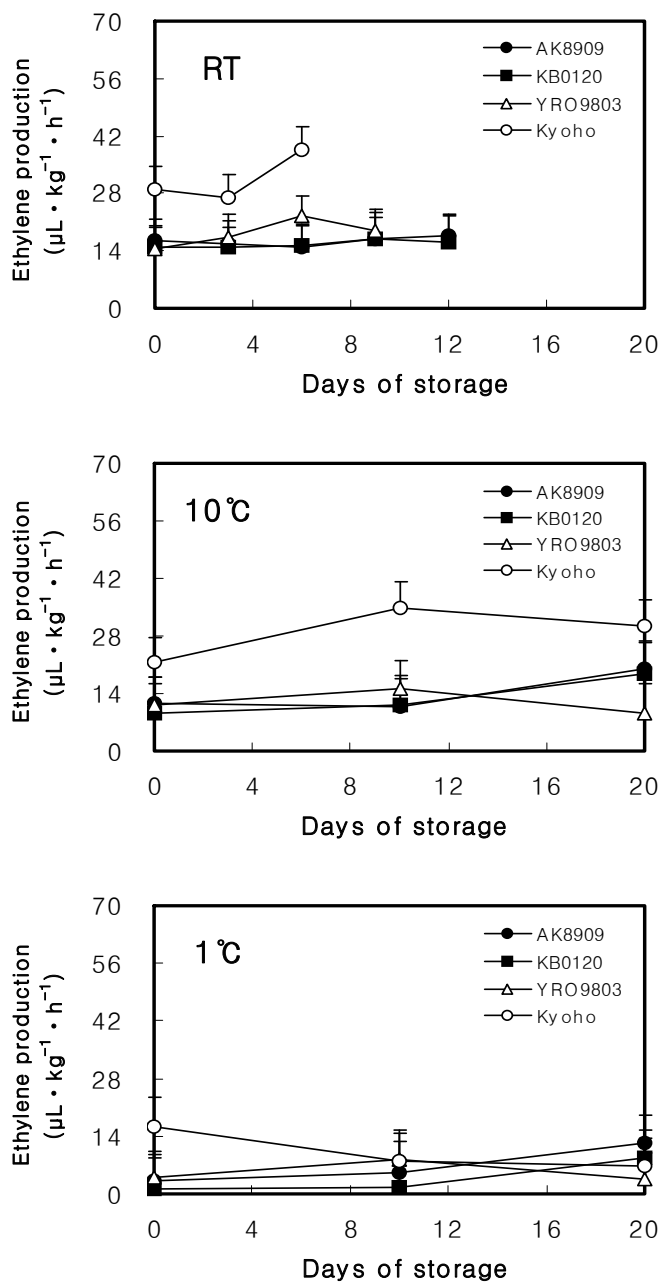 Ethylene production
(μL・kg⁻¹・h⁻¹)
70
56
42
28
14
0
RT
AK8909
KB0120
YRO9803
Kyoho
0 4 8 12 16 20
Days of storage
Ethylene production
(μL・kg⁻¹・h⁻¹)
70
56
42
28
14
0
10℃
AK8909
KB0120
YRO9803
Kyoho
0 4 8 12 16 20
Days of storage
Ethylene production
(μL・kg⁻¹・h⁻¹)
70
56
42
28
14
0
1℃
AK8909
KB0120
YRO9803
Kyoho
0 4 8 12 16 20
Days of storage